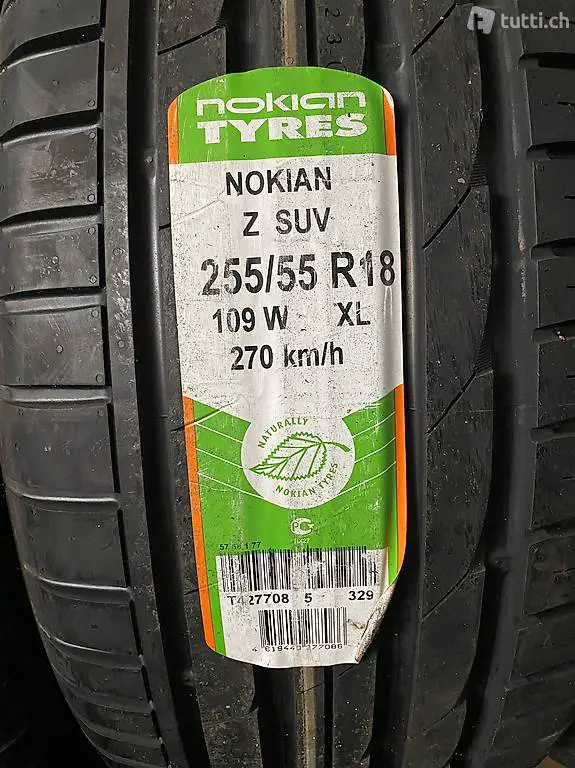 tutti.ch
nokian
TYRES
NOKIAN
Z SUV
255/55 R18
109 W XL
270 km/h
NATURALLY
NOKIAN TYRES
T427708 5 329